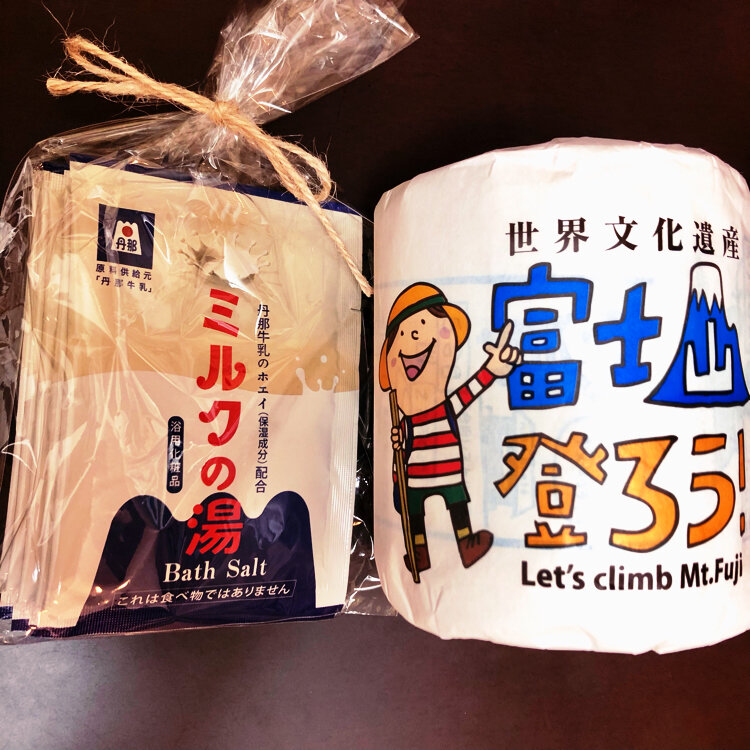 丹那
原料供給元
「丹那牛乳」
丹那牛乳のホエイ(保湿成分)配合
ミルクの湯
浴用化粧品
Bath Salt
これは食べ物ではありません
世界文化遺産
富士山
登ろう!
Let's climb Mt.Fuji